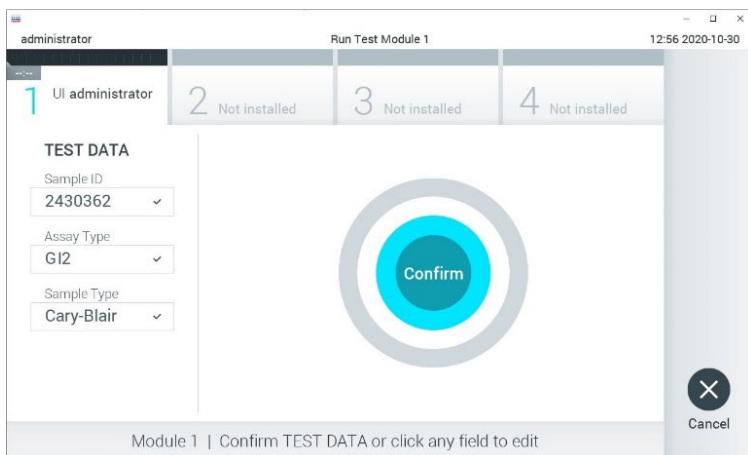 administrator
Run Test Module 1
12:56 2020-10-30
--:--
1 UI administrator
2 Not installed
3 Not installed
4 Not installed
TEST DATA
Sample ID
2430362
Assay Type
GI2
Sample Type
Cary-Blair
Confirm
Cancel
Module 1 | Confirm TEST DATA or click any field to edit